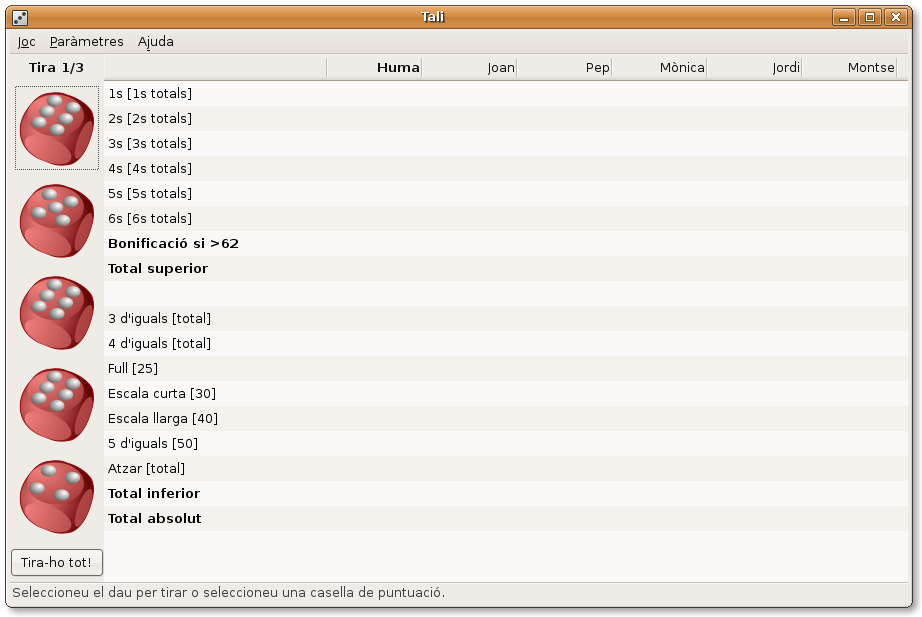 Tali
Joc Paràmetres Ajuda
Tira 1/3 Huma Joan Pep Mònica Jordi Montse
1s [1s totals]
2s [2s totals]
3s [3s totals]
4s [4s totals]
5s [5s totals]
6s [6s totals]
Bonificació si >62
Total superior
3 d'iguals [total]
4 d'iguals [total]
Full [25]
Escala curta [30]
Escala llarga [40]
5 d'iguals [50]
Atzar [total]
Total inferior
Total absolut
Tira-ho tot!
Seleccioneu el dau per tirar o seleccioneu una casella de puntuació.